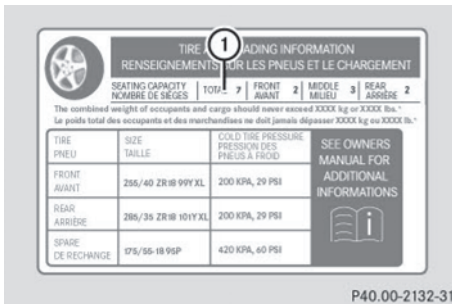 1
TIRE AND LOADING INFORMATION
RENSEIGNEMENTS SUR LES PNEUS ET LE CHARGEMENT
SEATING CAPACITY TOTAL 7 FRONT 2 MIDDLE 3 REAR 2
NOMBRE DE SIÈGES AVANT MILIEU ARRIÈRE
The combined weight of occupants and cargo should never exceed XXXX kg or XXXX lbs.*
Le poids total des occupants et des marchandises ne doit jamais dépasser XXXX kg ou XXXX lb.*
TIRE SIZE COLD TIRE PRESSURE
PNEU TAILLE PRESSION DES
PNEUS À FROID
SEE OWNERS
MANUAL FOR
ADDITIONAL
INFORMATIONS
FRONT
AVANT 255/40 ZR18 99Y XL 200 KPA, 29 PSI
REAR
ARRIÈRE 285/35 ZR18 101Y XL 200 KPA, 29 PSI
SPARE
DE RECHANGE 175/55-18 95P 420 KPA, 60 PSI
i
P40.00-2132-31